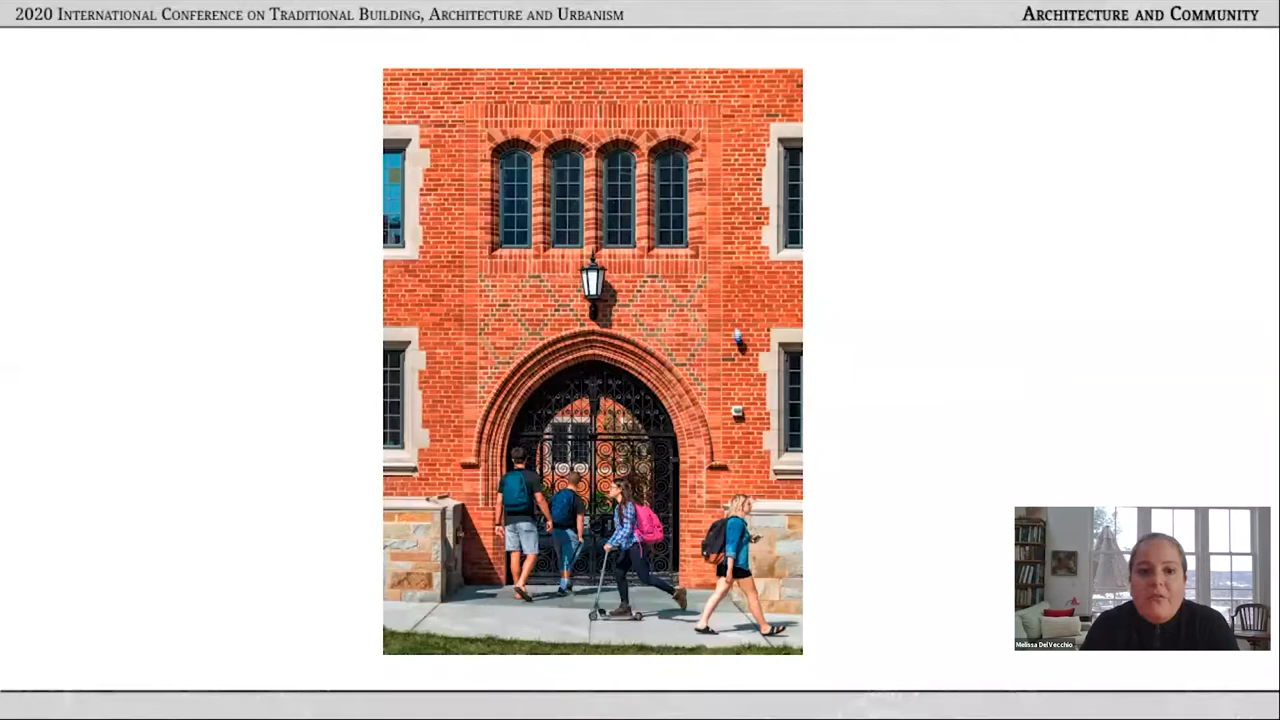 2020 International Conference on Traditional Building, Architecture and Urbanism
Architecture and Community
Melissa DelVecchio